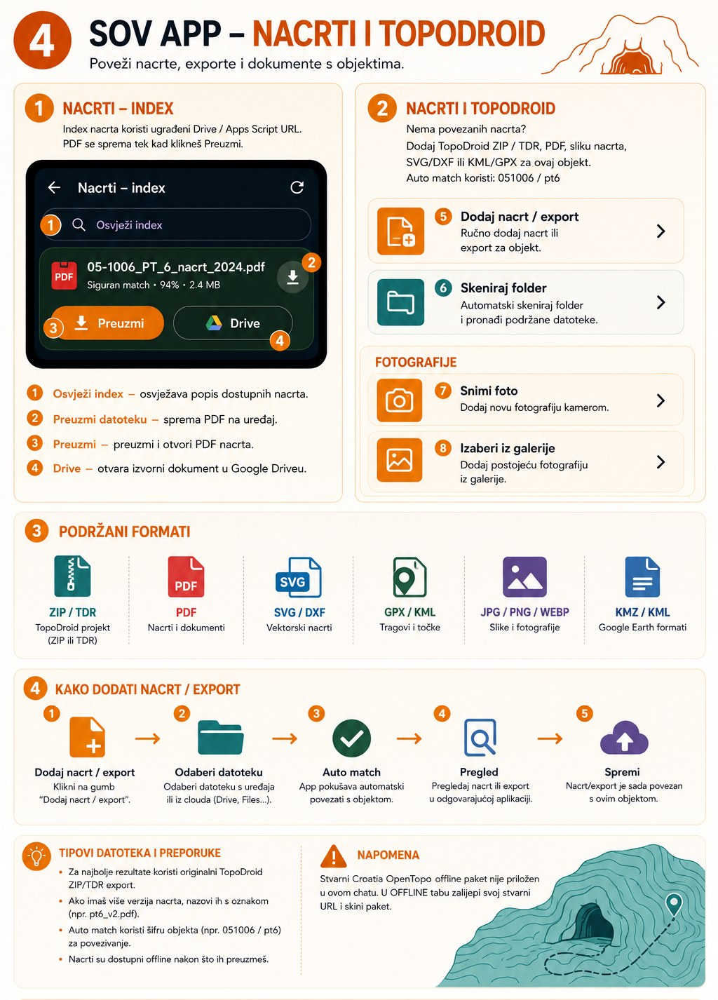 4
SOV APP – NACRTI I TOPODROID
Poveži nacrte, exporte i dokumente s objektima.
1 NACRTI – INDEX
Index nacrta koristi ugrađeni Drive / Apps Script URL.
PDF se sprema tek kad klikneš Preuzmi.
Nacrti – index
1 Osvježi index
PDF
05-1006_PT_6_nacrt_2024.pdf
Siguran match • 94% • 2.4 MB
2
3 Preuzmi
Drive
4
1 Osvježi index – osvježava popis dostupnih nacrta.
2 Preuzmi datoteku – sprema PDF na uređaj.
3 Preuzmi – preuzmi i otvori PDF nacrta.
4 Drive – otvara izvorni dokument u Google Driveu.
2 NACRTI I TOPODROID
Nema povezanih nacrta?
Dodaj TopoDroid ZIP / TDR, PDF, sliku nacrta,
SVG/DXF ili KML/GPX za ovaj objekt.
Auto match koristi: 051006 / pt6
5 Dodaj nacrt / export
Ručno dodaj nacrt ili
export za objekt.
6 Skeniraj folder
Automatski skeniraj folder
i pronađi podržane datoteke.
FOTOGRAFIJE
7 Snimi foto
Dodaj novu fotografiju kamerom.
8 Izaberi iz galerije
Dodaj postojeću fotografiju
iz galerije.
3 PODRŽANI FORMATI
ZIP / TDR
TopoDroid projekt
(ZIP ili TDR)
PDF
PDF
Nacrti i dokumenti
SVG
SVG / DXF
Vektorski nacrti
GPX / KML
Tragovi i točke
JPG / PNG / WEBP
Slike i fotografije
KMZ / KML
Google Earth formati
4 KAKO DODATI NACRT / EXPORT
1
Dodaj nacrt / export
Klikni na gumb
“Dodaj nacrt / export”.
2
Odaberi datoteku
Odaberi datoteku s uređaja
ili iz clouda (Drive, Files...).
3
Auto match
App pokušava automatski
povezati s objektom.
4
Pregled
Pregledaj nacrt ili export
u odgovarajućoj aplikaciji.
5
Spremi
Nacrt/export je sada povezan
s ovim objektom.
TIPOVI DATOTEKA I PREPORUKE
• Za najbolje rezultate koristi originalni TopoDroid
ZIP/TDR export.
• Ako imaš više verzija nacrta, nazovi ih s oznakom
(npr. pt6_v2.pdf).
• Auto match koristi šifru objekta (npr. 051006 / pt6)
za povezivanje.
• Nacrti su dostupni offline nakon što ih preuzmeš.
NAPOMENA
Stvarni Croatia OpenTopo offline paket nije priložen
u ovom chatu. U OFFLINE tabu zalijepi svoj stvarni
URL i skini paket.